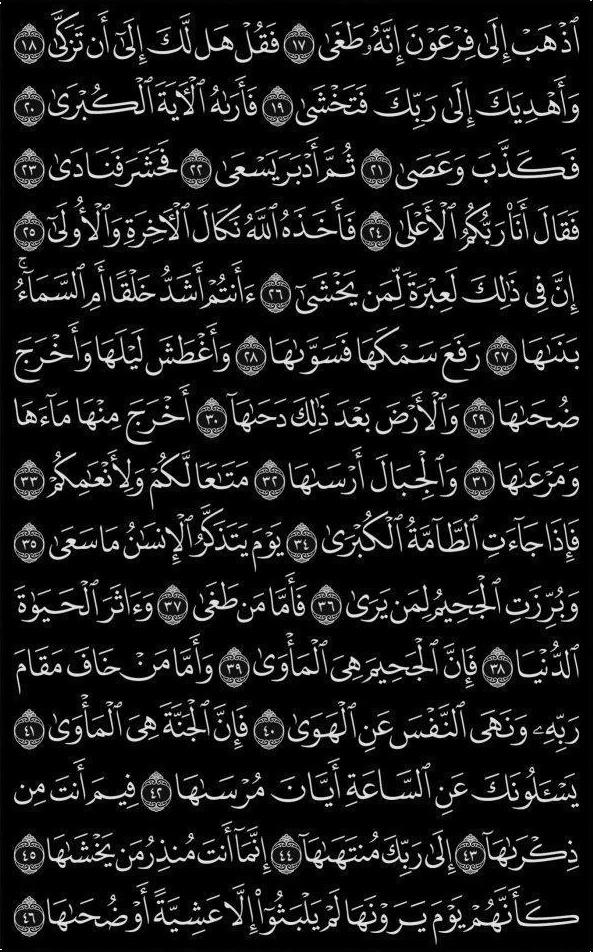 ٱذۡهَبۡ إِلَىٰ فِرۡعَوۡنَ إِنَّهُۥ طَغَىٰ ١٧ فَقُلۡ هَل لَّكَ إِلَىٰٓ أَن تَزَكَّىٰ ١٨
وَأَهۡدِيَكَ إِلَىٰ رَبِّكَ فَتَخۡشَىٰ ١٩ فَأَرَىٰهُ ٱلۡأٓيَةَ ٱلۡكُبۡرَىٰ ٢٠
فَكَذَّبَ وَعَصَىٰ ٢١ ثُمَّ أَدۡبَرَ يَسۡعَىٰ ٢٢ فَحَشَرَ فَنَادَىٰ ٢٣
فَقَالَ أَنَا۠ رَبُّكُمُ ٱلۡأَعۡلَىٰ ٢٤ فَأَخَذَهُ ٱللَّهُ نَكَالَ ٱلۡأٓخِرَةِ وَٱلۡأُولَىٰٓ ٢٥
إِنَّ فِي ذَٰلِكَ لَعِبۡرَةٗ لِّمَن يَخۡشَىٰٓ ٢٦ ءَأَنتُمۡ أَشَدُّ خَلۡقًا أَمِ ٱلسَّمَآءُۚ
بَنَىٰهَا ٢٧ رَفَعَ سَمۡكَهَا فَسَوَّىٰهَا ٢٨ وَأَغۡطَشَ لَيۡلَهَا وَأَخۡرَجَ
ضُحَىٰهَا ٢٩ وَٱلۡأَرۡضَ بَعۡدَ ذَٰلِكَ دَحَىٰهَآ ٣٠ أَخۡرَجَ مِنۡهَا مَآءَهَا
وَمَرۡعَىٰهَا ٣١ وَٱلۡجِبَالَ أَرۡسَىٰهَا ٣٢ مَتَٰعٗا لَّكُمۡ وَلِأَنۡعَٰمِكُمۡ ٣٣
فَإِذَا جَآءَتِ ٱلطَّآمَّةُ ٱلۡكُبۡرَىٰ ٣٤ يَوۡمَ يَتَذَكَّرُ ٱلۡإِنسَٰنُ مَا سَعَىٰ ٣٥
وَبُرِّزَتِ ٱلۡجَحِيمُ لِمَن يَرَىٰ ٣٦ فَأَمَّا مَن طَغَىٰ ٣٧ وَءَاثَرَ ٱلۡحَيَوٰةَ
ٱلدُّنۡيَا ٣٨ فَإِنَّ ٱلۡجَحِيمَ هِيَ ٱلۡمَأۡوَىٰ ٣٩ وَأَمَّا مَنۡ خَافَ مَقَامَ
رَبِّهِۦ وَنَهَى ٱلنَّفۡسَ عَنِ ٱلۡهَوَىٰ ٤٠ فَإِنَّ ٱلۡجَنَّةَ هِيَ ٱلۡمَأۡوَىٰ ٤١
يَسۡـَٔلُونَكَ عَنِ ٱلسَّاعَةِ أَيَّانَ مُرۡسَىٰهَا ٤٢ فِيمَ أَنتَ مِن
ذِكۡرَىٰهَآ ٤٣ إِلَىٰ رَبِّكَ مُنتَهَىٰهَآ ٤٤ إِنَّمَآ أَنتَ مُنذِرُ مَن يَخۡشَىٰهَا ٤٥
كَأَنَّهُمۡ يَوۡمَ يَرَوۡنَهَا لَمۡ يَلۡبَثُوٓاْ إِلَّا عَشِيَّةً أَوۡ ضُحَىٰهَا ٤٦